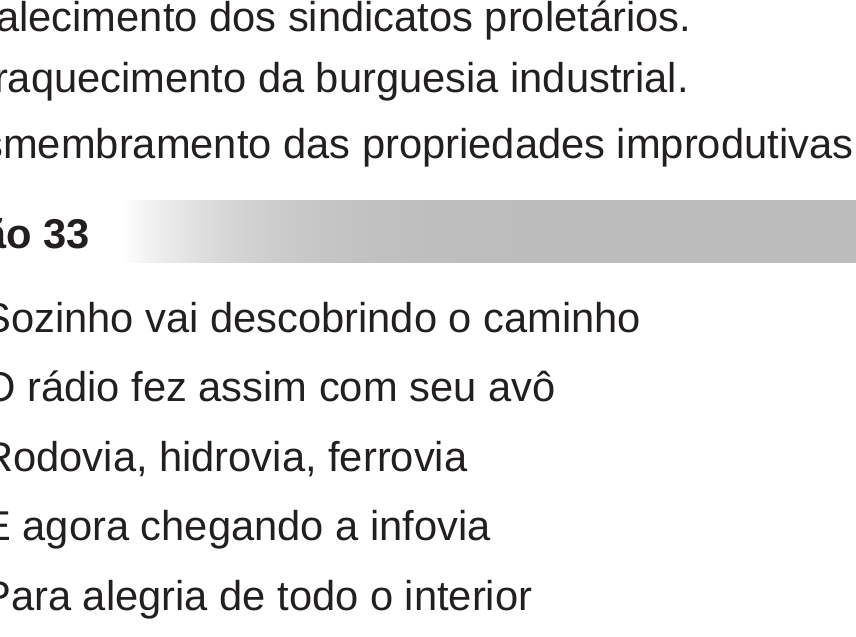 alecimento dos sindicatos proletários.
raquecimento da burguesia industrial.
smembramento das propriedades improdutivas
ão 33
Sozinho vai descobrindo o caminho
O rádio fez assim com seu avô
Rodovia, hidrovia, ferrovia
E agora chegando a infovia
Para alegria de todo o interior